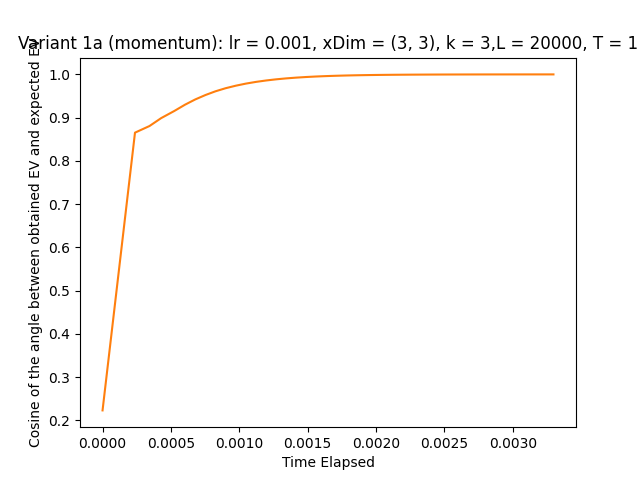 Variant 1a (momentum): lr = 0.001, xDim = (3, 3), k = 3,L = 20000, T = 1
Cosine of the angle between obtained EV and expected EV
1.0
0.9
0.8
0.7
0.6
0.5
0.4
0.3
0.2
0.0000 0.0005 0.0010 0.0015 0.0020 0.0025 0.0030
Time Elapsed